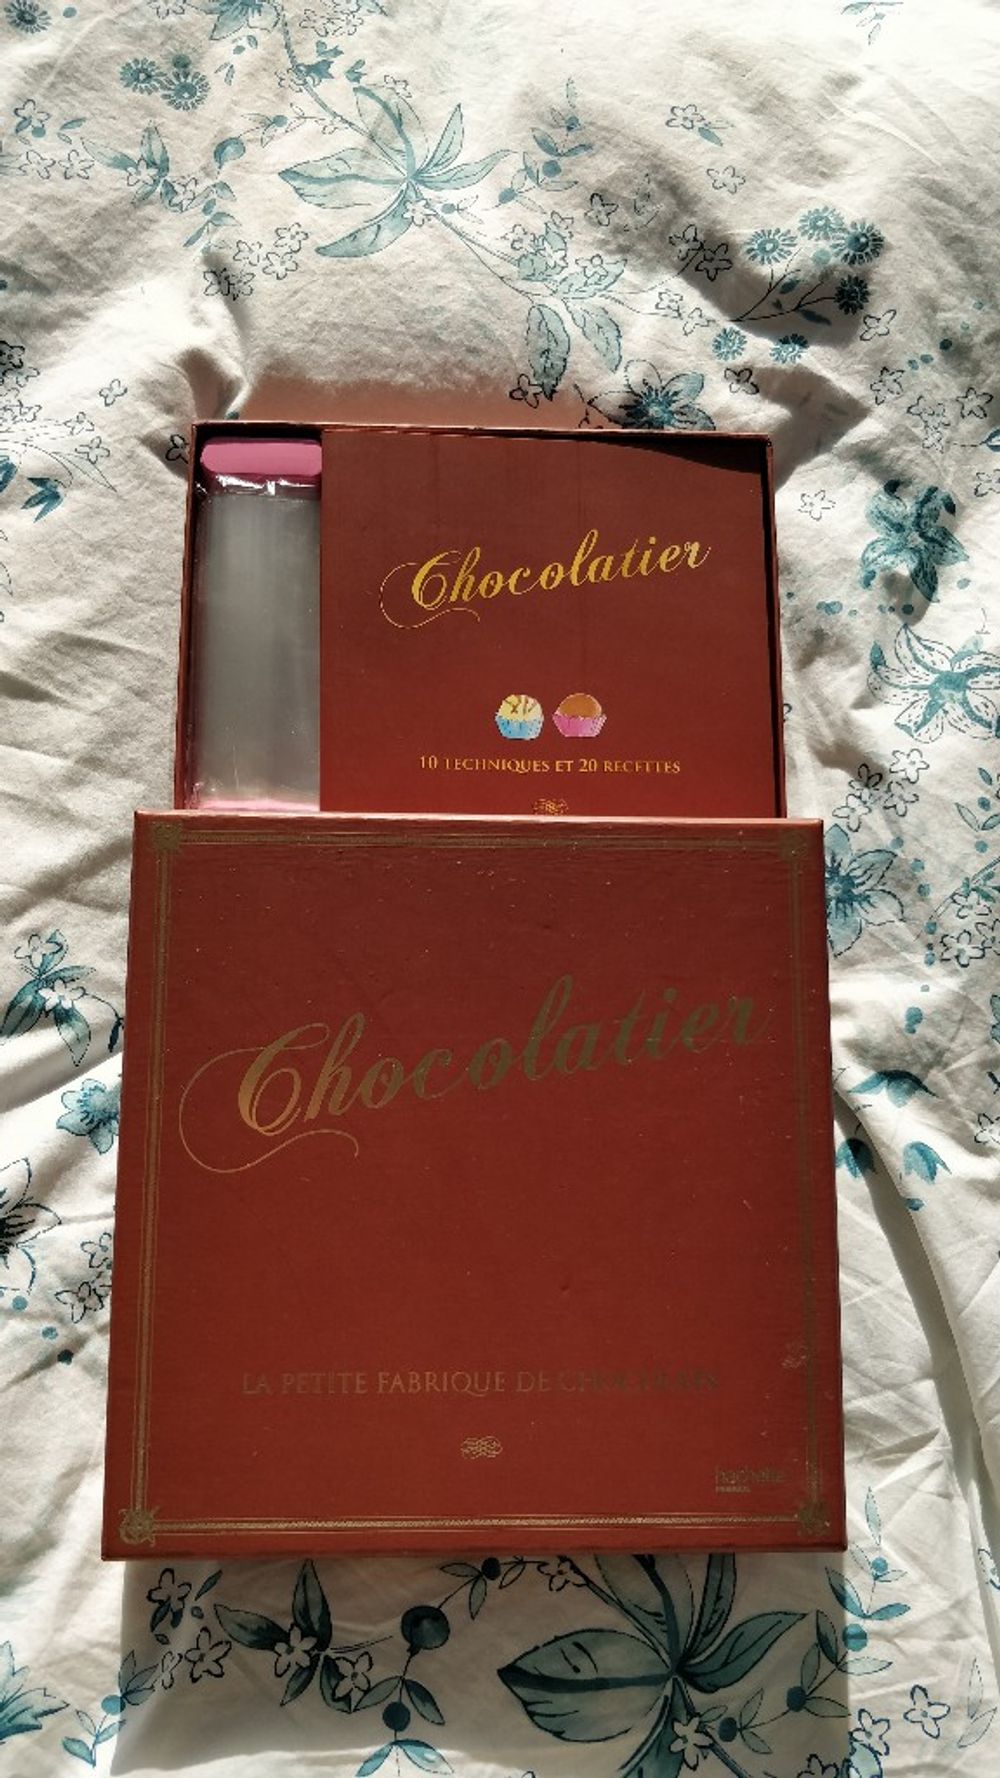 Chocolatier
10 TECHNIQUES ET 20 RECETTES
Chocolatier
LA PETITE FABRIQUE DE CHOCOLATS
hachette